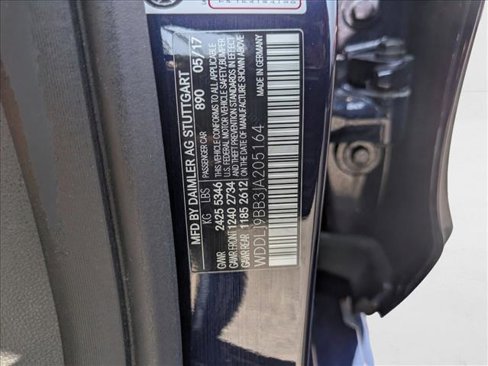 MFD BY DAIMLER AG STUTTGART
890 05/17
PASSENGER CAR
THIS VEHICLE CONFORMS TO ALL APPLICABLE
U.S. FEDERAL MOTOR VEHICLE SAFETY, BUMPER,
AND THEFT PREVENTION STANDARDS IN EFFECT
ON THE DATE OF MANUFACTURE SHOWN ABOVE
MADE IN GERMANY
KG LBS
GVWR 2425 5346
GAWR FRONT 1240 2734
GAWR REAR 1185 2612
WDDLJ9BB3JA205164